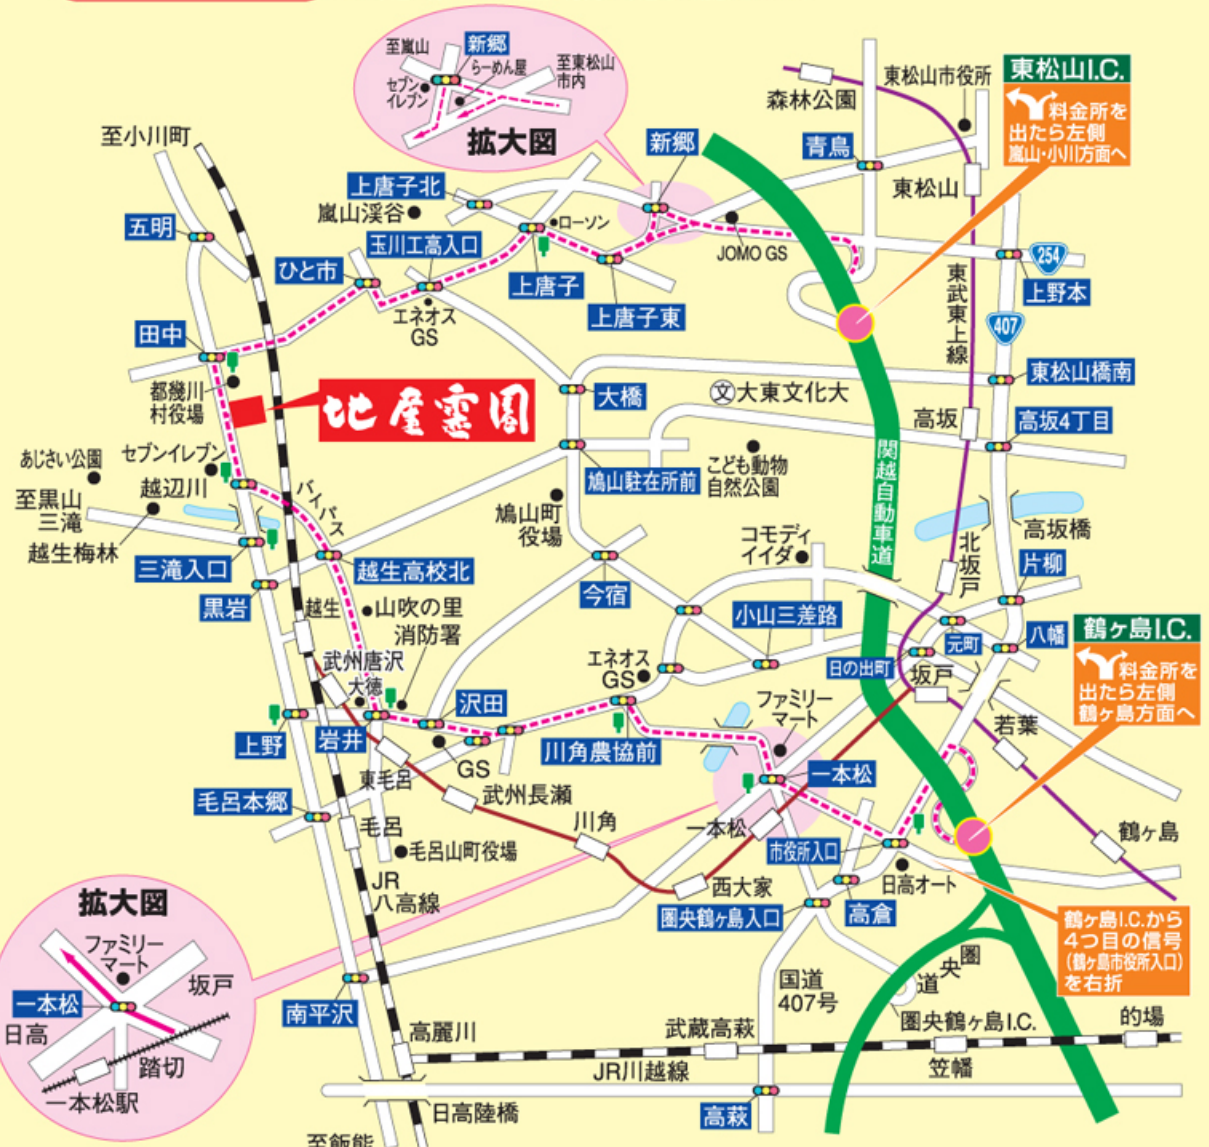 至嵐山
新郷
らーめん屋
セブン
イレブン
至東松山
市内
拡大図
森林公園
東松山市役所
東松山I.C.
料金所を
出たら左側
嵐山・小川方面へ
至小川町
新郷
青鳥
東松山
上唐子北
嵐山渓谷
ローソン
五明
玉川工高入口
JOMO GS
254
ひと市
上唐子
上野本
エネオス
GS
上唐子東
東武東上線
407
田中
都幾川
村役場
地産霊園
大橋
文
大東文化大
東松山橋南
高坂
高坂4丁目
あじさい公園
セブンイレブン
越辺川
至黒山
三滝
越生梅林
バイパス
鳩山駐在所前
こども動物
自然公園
関越自動車道
鳩山町
役場
コモディ
イイダ
高坂橋
北坂戸
片柳
三滝入口
越生高校北
今宿
黒岩
越生
山吹の里
消防署
小山三差路
元町
八幡
鶴ヶ島I.C.
料金所を
出たら左側
鶴ヶ島方面へ
武州唐沢
大徳
エネオス
GS
日の出町
坂戸
沢田
ファミリー
マート
若葉
上野
岩井
GS
川角農協前
東毛呂
一本松
武州長瀬
毛呂本郷
毛呂
川角
一本松
鶴ヶ島
毛呂山町役場
市役所入口
日高オート
JR
八高線
西大家
圏央鶴ヶ島入口
高倉
鶴ヶ島I.C.から
4つ目の信号
(鶴ヶ島市役所入口)
を右折
拡大図
ファミリー
マート
坂戸
一本松
日高
踏切
一本松駅
南平沢
国道
407号
圏央道
圏央鶴ヶ島I.C.
高麗川
武蔵高萩
的場
JR川越線
笠幡
日高陸橋
高萩
至飯能